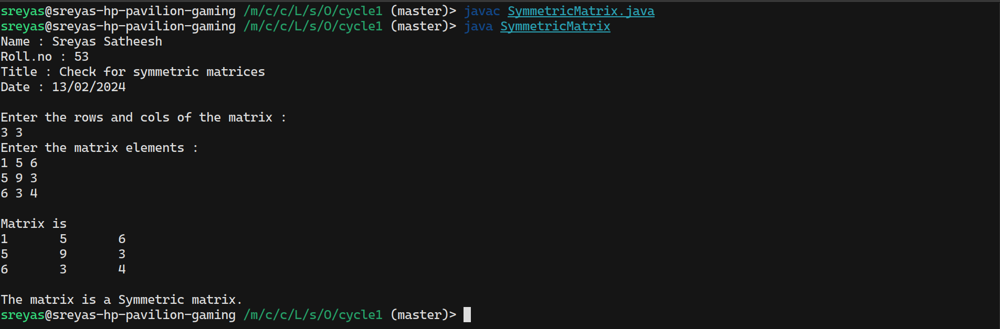 sreyas@sreyas-hp-pavilion-gaming /m/c/c/L/s/O/cycle1 (master)> javac SymmetricMatrix.java
sreyas@sreyas-hp-pavilion-gaming /m/c/c/L/s/O/cycle1 (master)> java SymmetricMatrix
Name : Sreyas Satheesh
Roll.no : 53
Title : Check for symmetric matrices
Date : 13/02/2024
Enter the rows and cols of the matrix :
3 3
Enter the matrix elements :
1 5 6
5 9 3
6 3 4
Matrix is
1 5 6
5 9 3
6 3 4
The matrix is a Symmetric matrix.
sreyas@sreyas-hp-pavilion-gaming /m/c/c/L/s/O/cycle1 (master)>